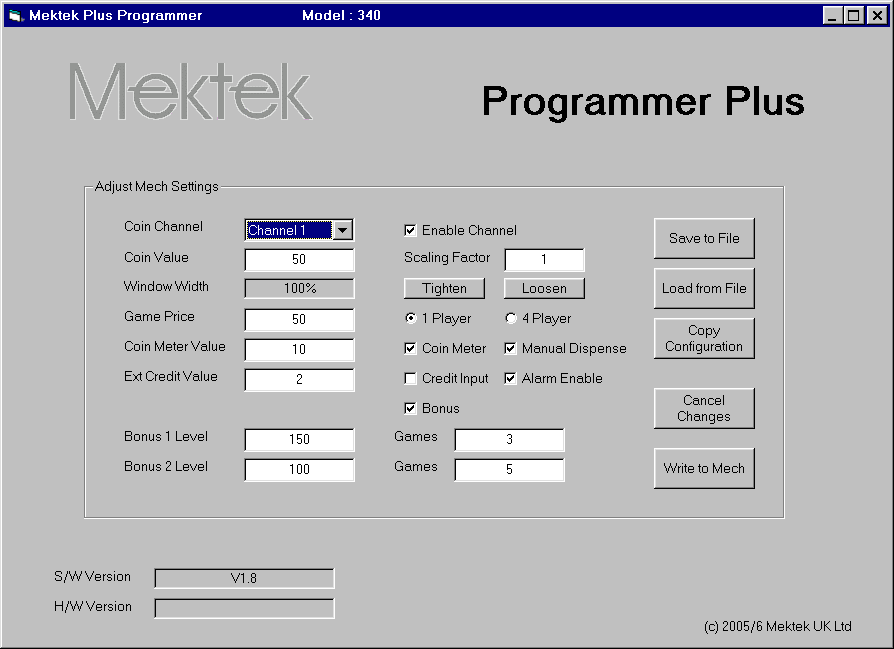 Mektek Plus Programmer Model : 340
Mektek
Programmer Plus
Adjust Mech Settings
Coin Channel Channel 1 Enable Channel
Coin Value 50 Scaling Factor 1
Window Width 100% Tighten Loosen
Game Price 50 1 Player 4 Player
Coin Meter Value 10 Coin Meter Manual Dispense
Ext Credit Value 2 Credit Input Alarm Enable
Bonus
Bonus 1 Level 150 Games 3
Bonus 2 Level 100 Games 5
Save to File
Load from File
Copy
Configuration
Cancel
Changes
Write to Mech
S/W Version V1.8
H/W Version
(c) 2005/6 Mektek UK Ltd